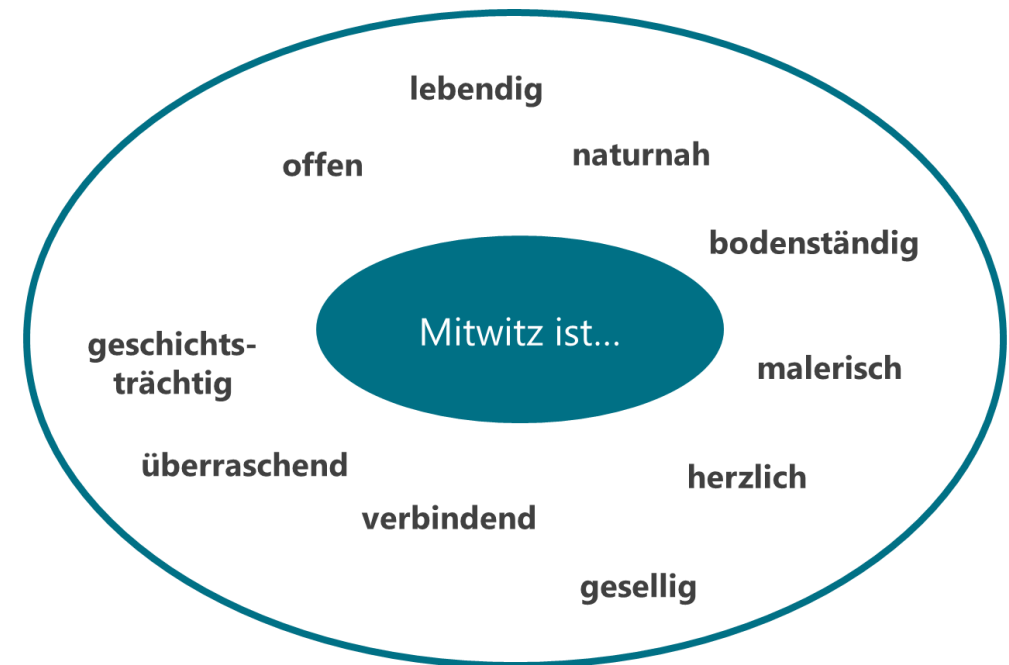 lebendig
naturnah
offen
bodenständig
Mitwitz ist...
geschichts-
trächtig
malerisch
überraschend
herzlich
verbindend
gesellig